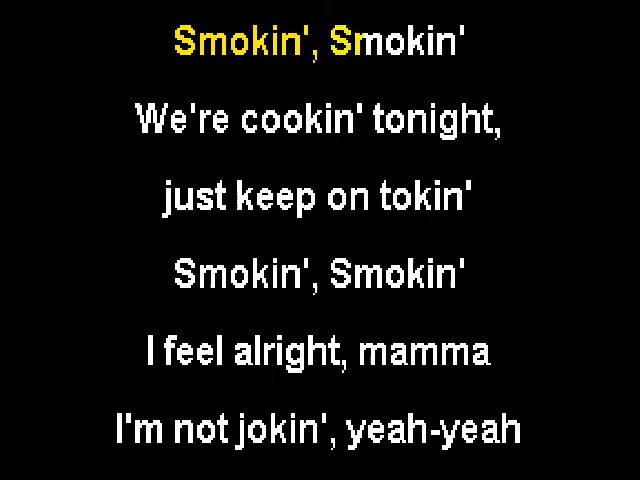 Smokin', Smokin'
We're cookin' tonight,
just keep on tokin'
Smokin', Smokin'
I feel alright, mamma
I'm not jokin', yeah-yeah